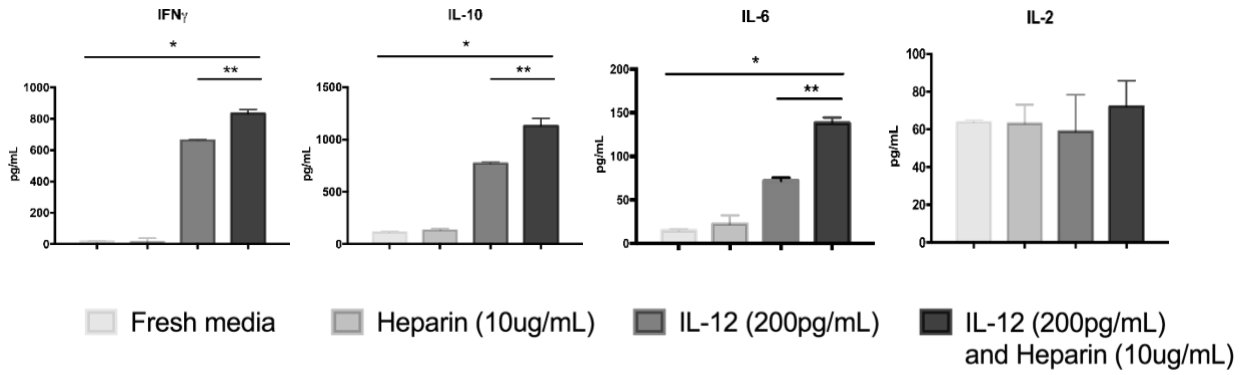 IFNγ
*
**
pg/mL
1000
800
600
400
200
0
IL-10
*
**
pg/mL
1500
1000
500
0
IL-6
*
**
pg/mL
200
150
100
50
0
IL-2
pg/mL
100
80
60
40
20
0
Fresh media
Heparin (10ug/mL)
IL-12 (200pg/mL)
IL-12 (200pg/mL)
and Heparin (10ug/mL)